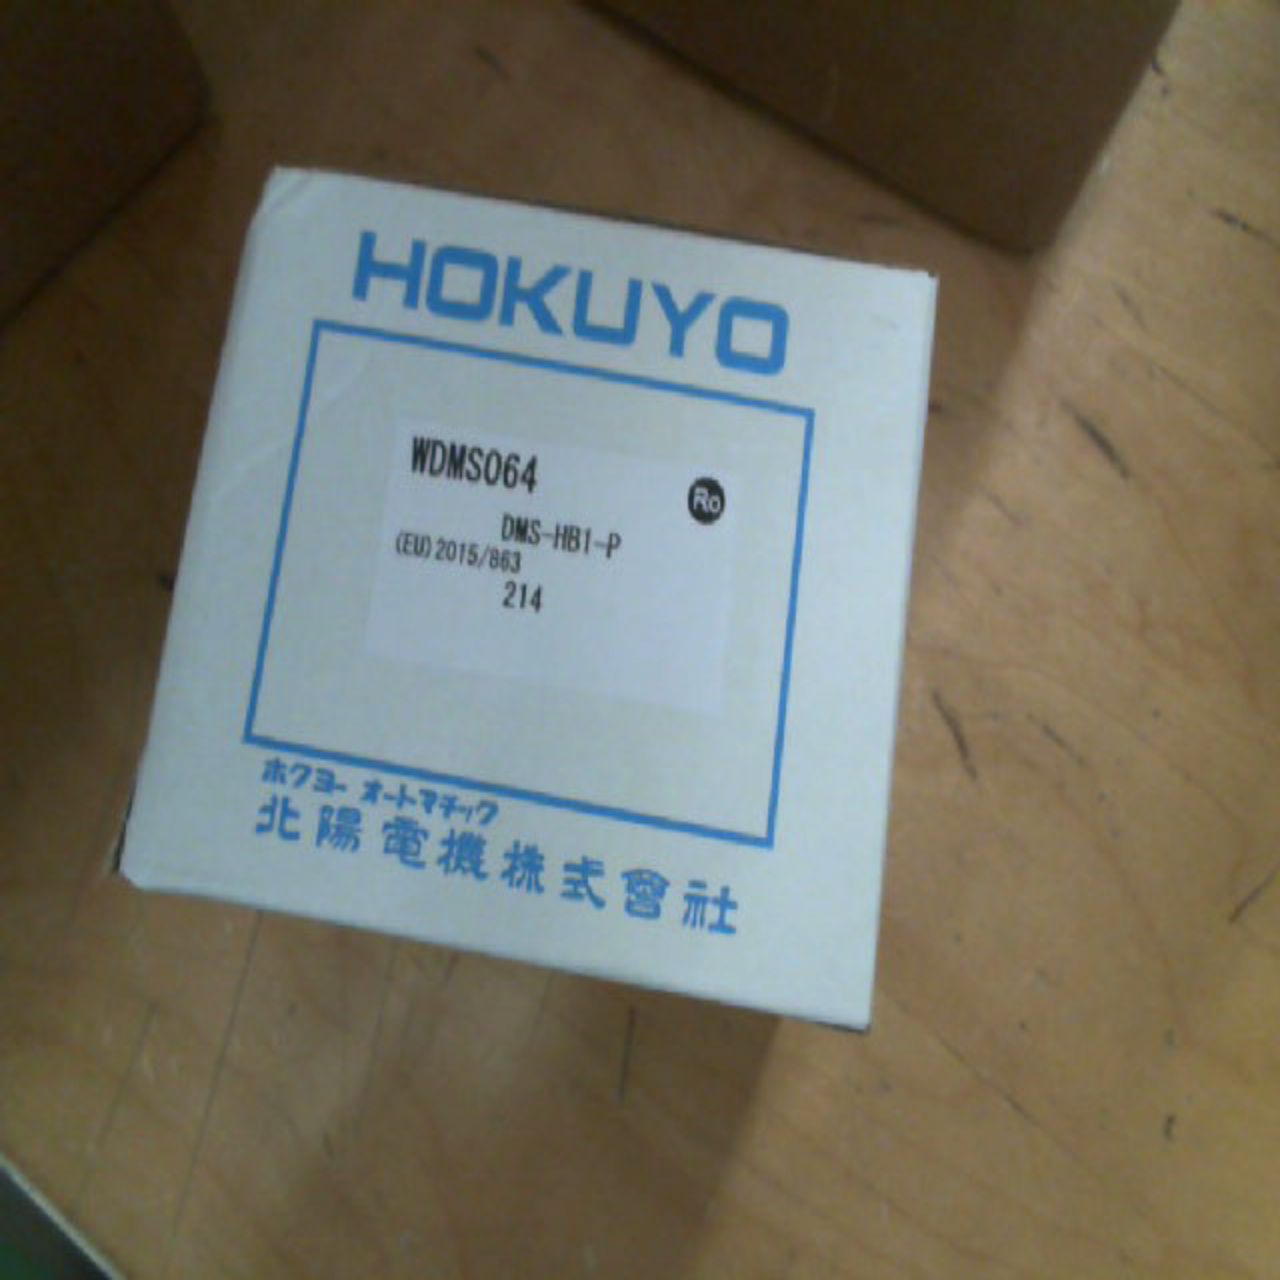 HOKUYO
WDMS064
Ro
DMS-HB1-P
(EU)2015/863
214
ホクヨー オートマチック
北陽電機株式會社